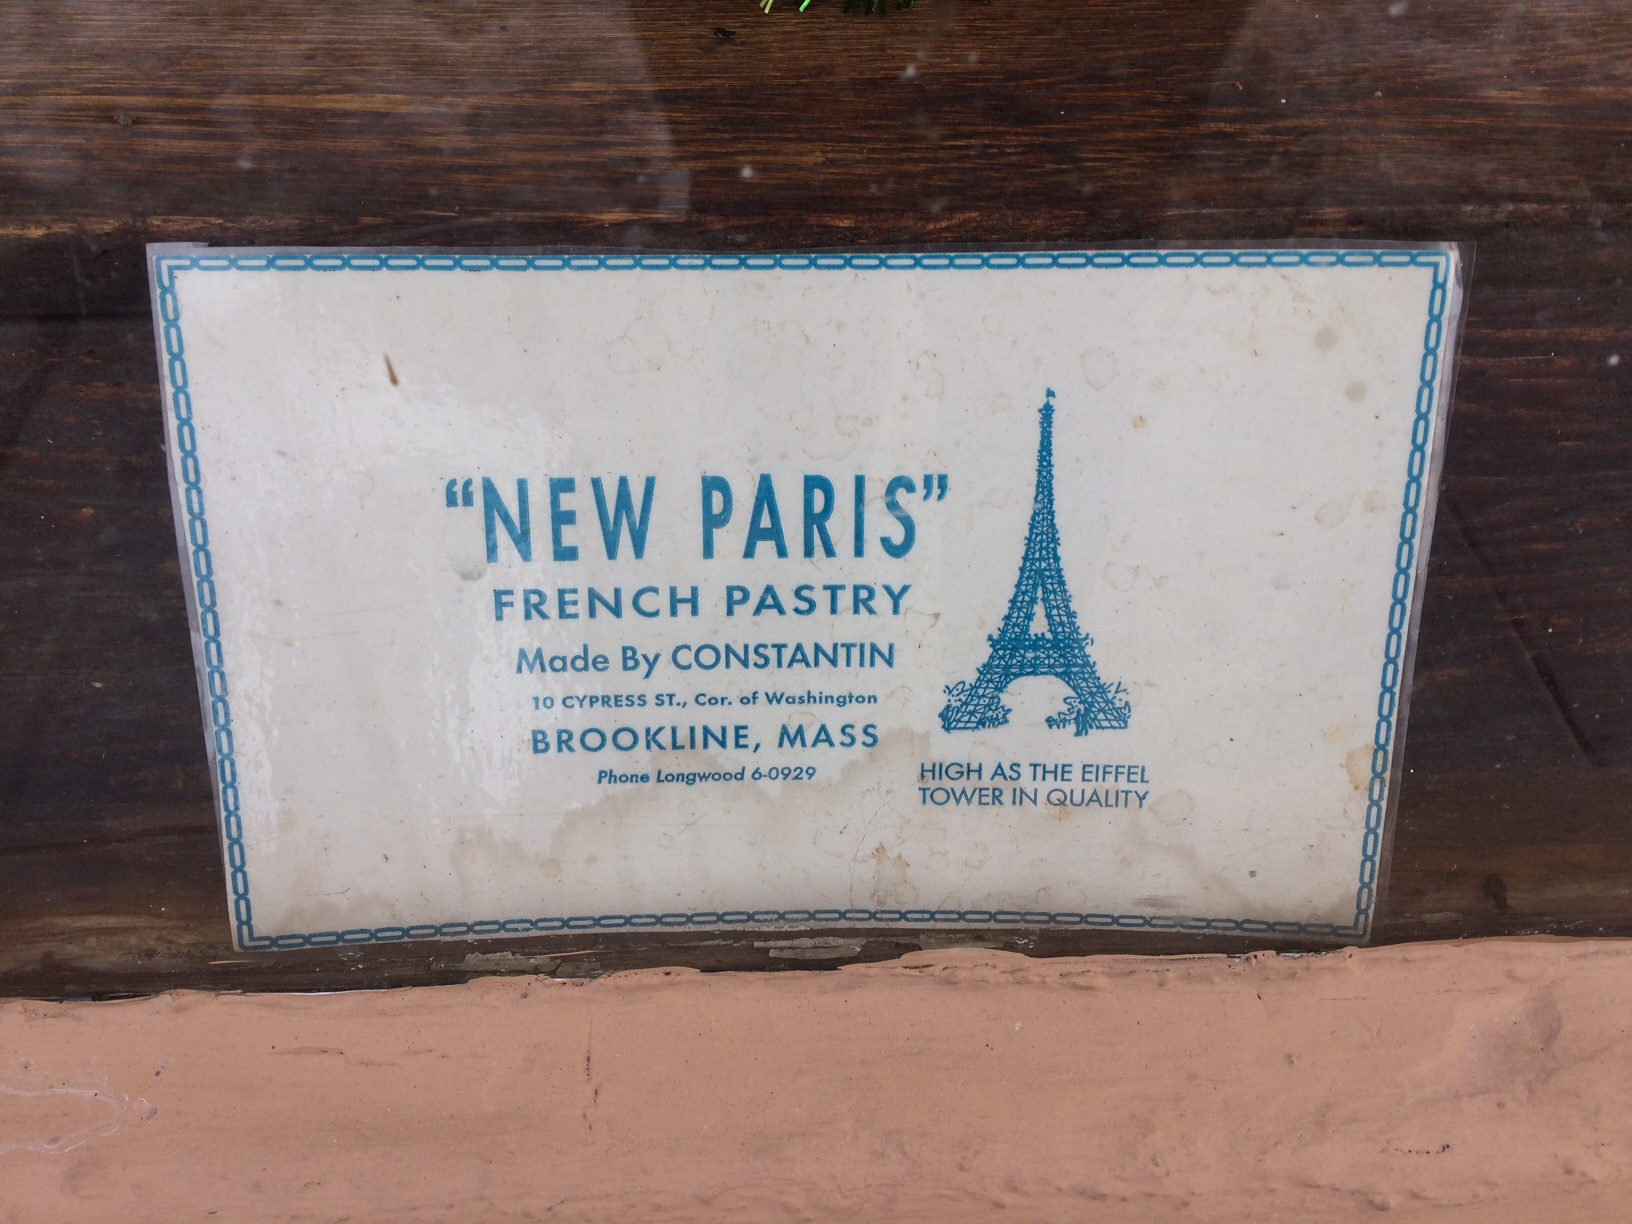 "NEW PARIS"
FRENCH PASTRY
Made By CONSTANTIN
10 CYPRESS ST., Cor. of Washington
BROOKLINE, MASS
Phone Longwood 6-0929
HIGH AS THE EIFFEL
TOWER IN QUALITY